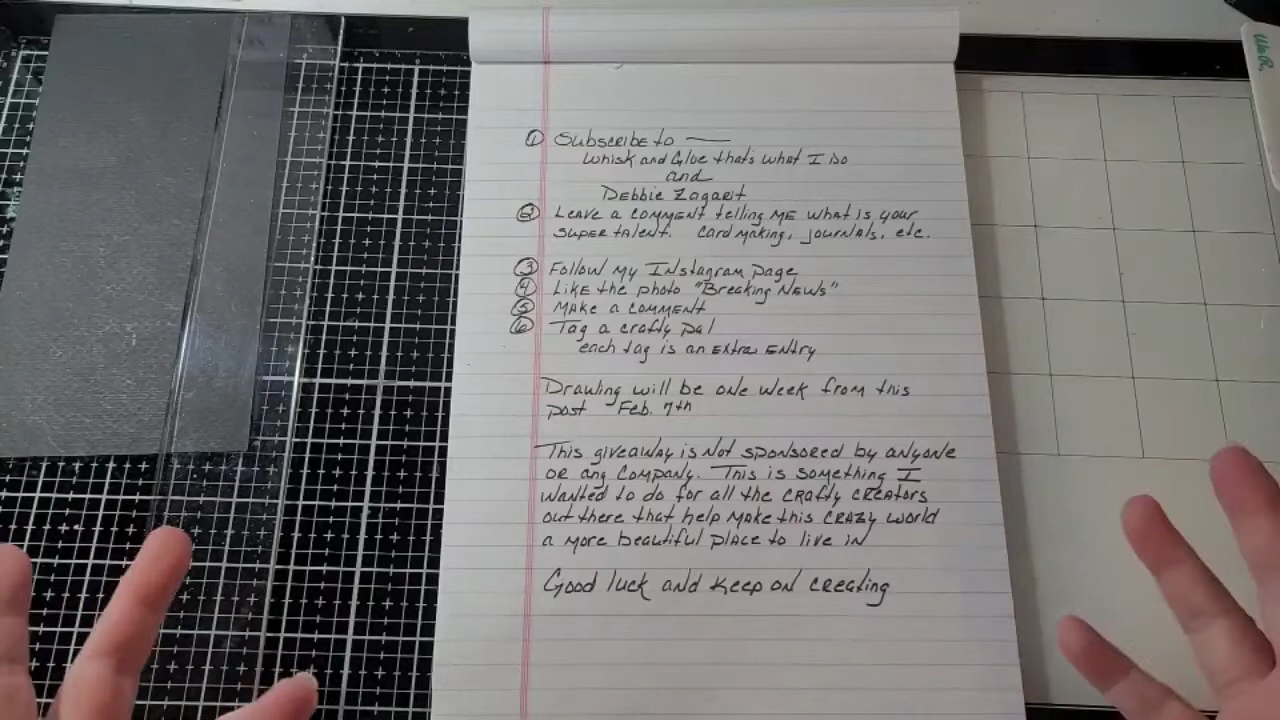 ① Subscribe to —
Whisk and Glue that's what I Do
and
Debbie Zagarit
② Leave a comment telling me what is your
super talent. Card making, journals, etc.
③ Follow my Instagram page
④ Like the photo "Breaking News"
⑤ Make a comment
⑥ Tag a crafty pal
each tag is an extra entry
Drawing will be one week from this
post Feb. 7th
This giveaway is not sponsored by anyone
or any company. This is something I
wanted to do for all the crafty creators
out there that help make this crazy world
a more beautiful place to live in
Good luck and keep on creating